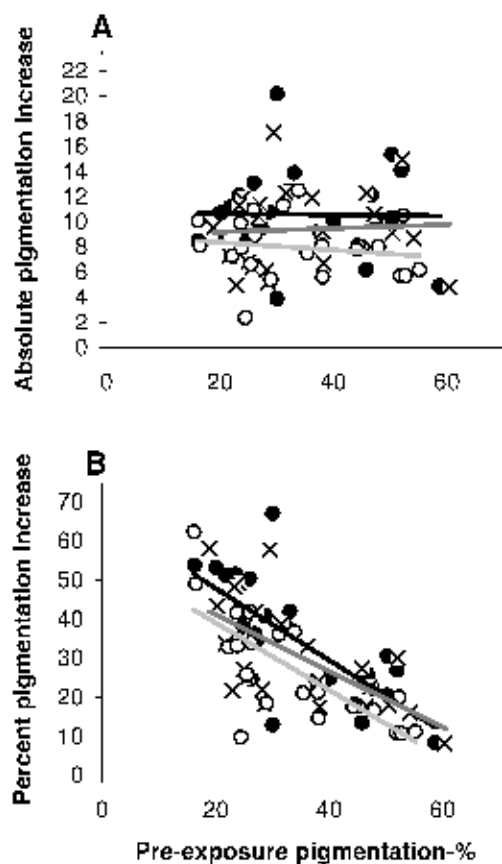 A
Absolute pigmentation Increase
22
20
18
16
14
12
10
8
6
4
2
0
0 20 40 60
B
Percent pigmentation Increase
70
60
50
40
30
20
10
0
0 20 40 60
Pre-exposure pigmentation-%